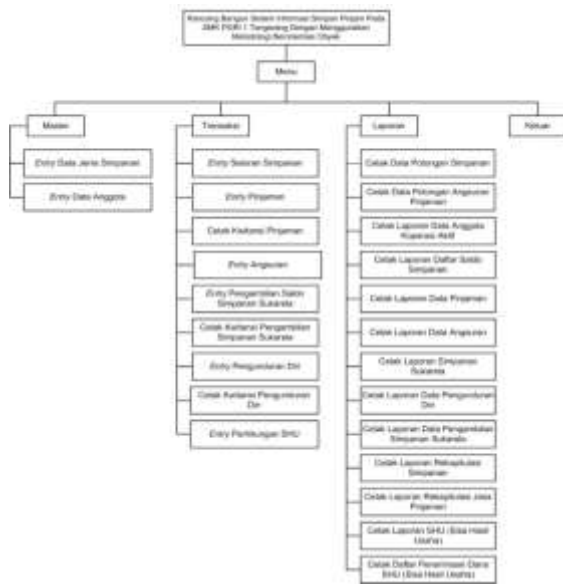 Rancang Bangun Sistem Informasi Simpan Pinjam Pada
SMK PGRI 1 Tangerang Dengan Menggunakan
Metodologi Berorientasi Obyek
Menu
Master
Transaksi
Laporan
Keluar
Entry Data Jenis Simpanan
Entry Data Anggota
Entry Setoran Simpanan
Entry Pinjaman
Cetak Kwitansi Pinjaman
Entry Angsuran
Entry Pengambilan Saldo
Simpanan Sukarela
Cetak Kwitansi Pengambilan
Simpanan Sukarela
Entry Pengunduran Diri
Cetak Kwitansi Pengunduran
Diri
Entry Perhitungan SHU
Cetak Data Potongan Simpanan
Cetak Data Potongan Angsuran
Pinjaman
Cetak Laporan Data Anggota
Koperasi Aktif
Cetak Laporan Daftar Saldo
Simpanan
Cetak Laporan Data Pinjaman
Cetak Laporan Data Angsuran
Cetak Laporan Simpanan
Sukarela
Cetak Laporan Data Pengunduran
Diri
Cetak Laporan Data Pengambilan
Simpanan Sukarela
Cetak Laporan Rekapitulasi
Simpanan
Cetak Laporan Rekapitulasi Jasa
Pinjaman
Cetak Laporan SHU (Sisa Hasil
Usaha)
Cetak Daftar Penerimaan Dana
SHU (Sisa Hasil Usaha)